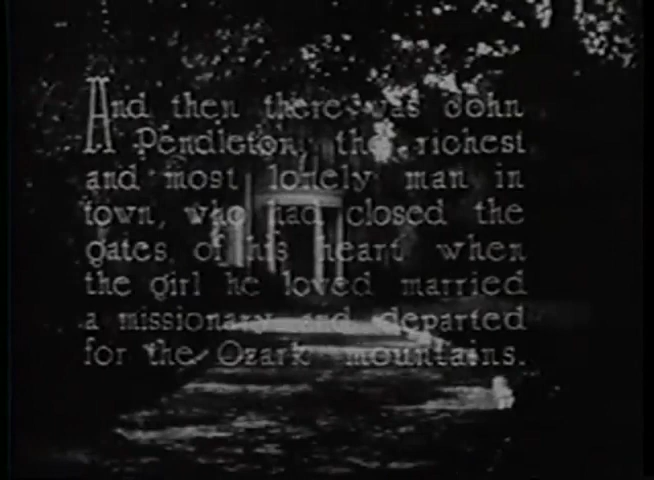 And then there was John
Pendleton, the richest
and most lonely man in
town, who had closed the
gates of his heart when
the girl he loved married
a missionary and departed
for the Ozark mountains.